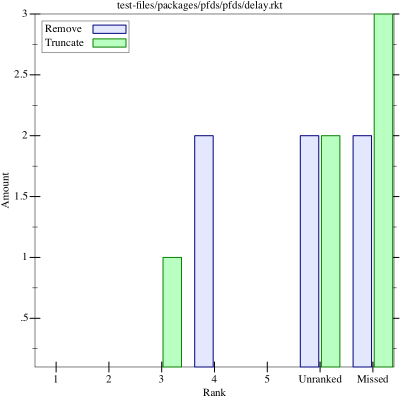 test-files/packages/pfds/pfds/delay.rkt
Remove
Truncate
3
2.5
2
1.5
1
.5
Amount
1 2 3 4 5 Unranked Missed
Rank